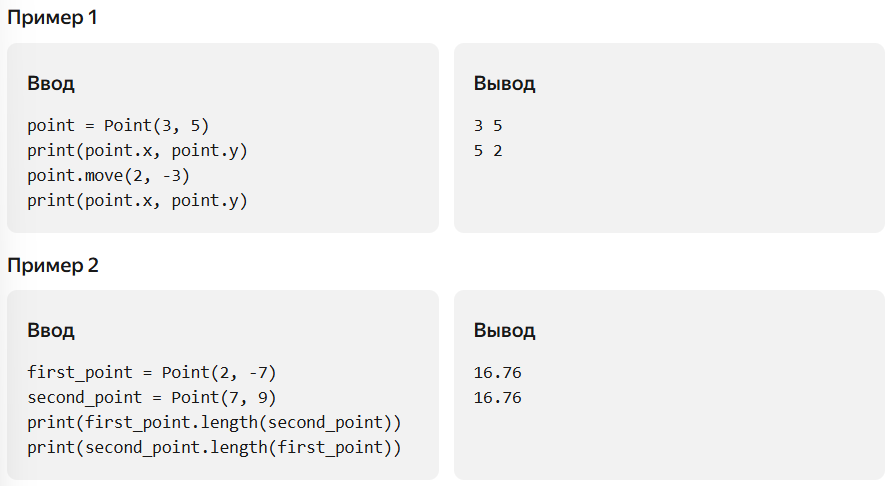 Пример 1
Ввод
point = Point(3, 5)
print(point.x, point.y)
point.move(2, -3)
print(point.x, point.y)
Вывод
3 5
5 2
Пример 2
Ввод
first_point = Point(2, -7)
second_point = Point(7, 9)
print(first_point.length(second_point))
print(second_point.length(first_point))
Вывод
16.76
16.76